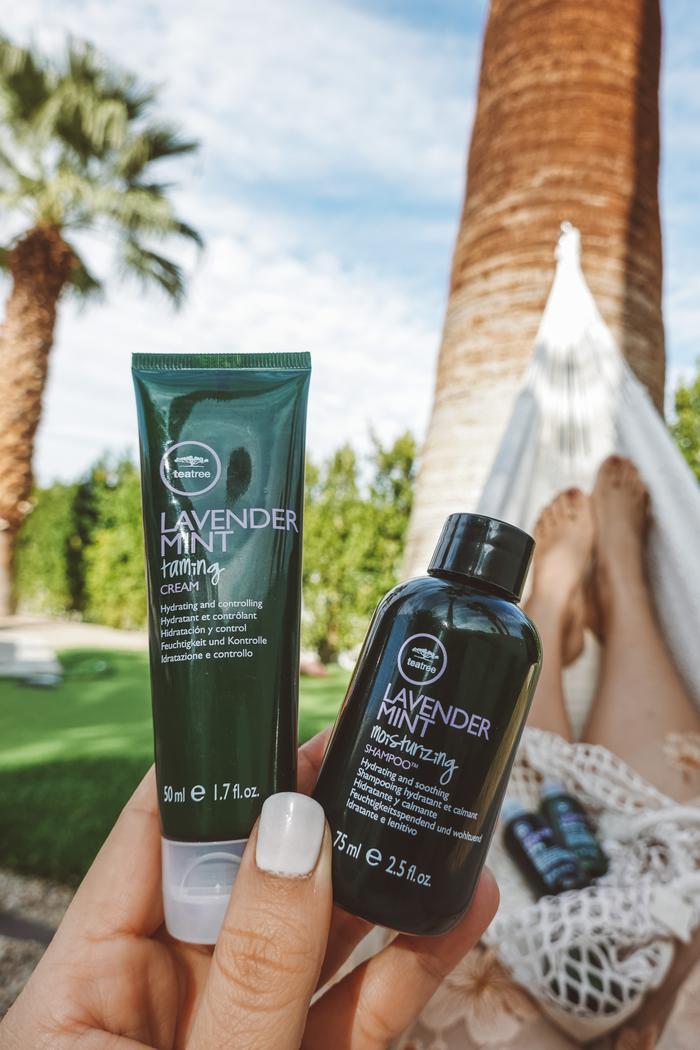 teatree
LAVENDER
MINT
taming
CREAM
Hydrating and controlling
Hydratant et contrôlant
Hidratación y control
Feuchtigkeit und Kontrolle
Idratazione e controllo
50 ml e 1.7 fl.oz.
teatree
LAVENDER
MINT
moisturizing
SHAMPOO™
Hydrating and soothing
Shampooing hydratant et calmant
Hidratante y calmante
Feuchtigkeitsspendend und wohltuend
Idratante e lenitivo
75 ml e 2.5 fl.oz.